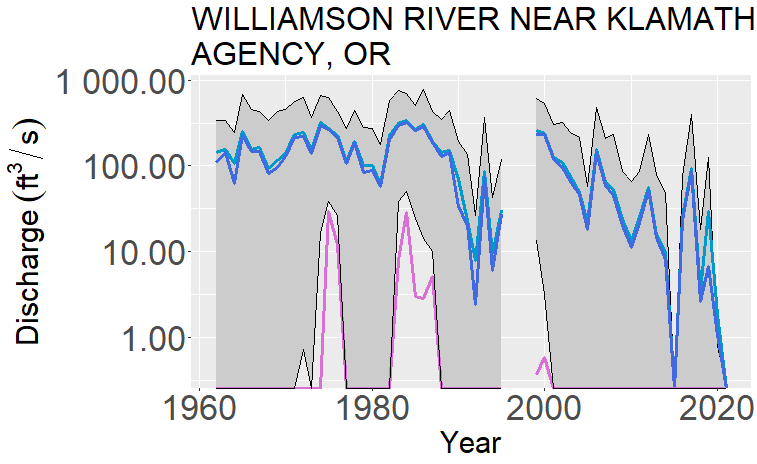 WILLIAMSON RIVER NEAR KLAMATH
AGENCY, OR
Discharge (ft³/s)
1 000.00
100.00
10.00
1.00
1960 1980 2000 2020
Year